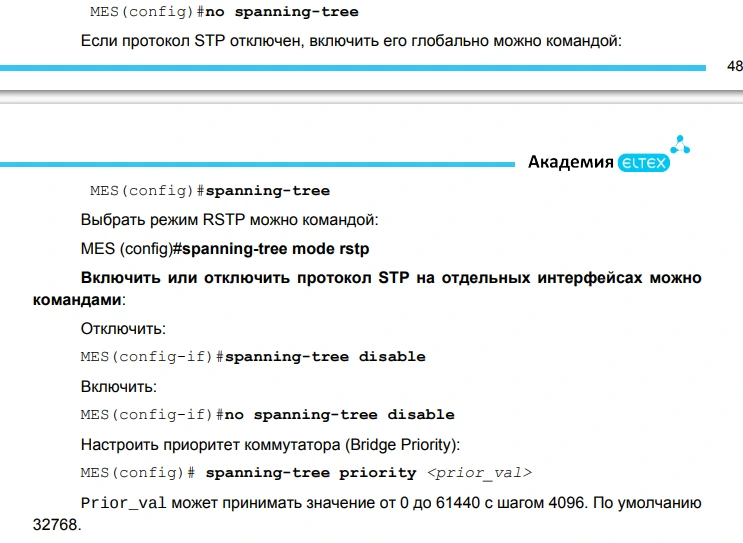 MES(config)#no spanning-tree
Если протокол STP отключен, включить его глобально можно командой:
48
Академия ELTEX
MES(config)#spanning-tree
Выбрать режим RSTP можно командой:
MES (config)#spanning-tree mode rstp
Включить или отключить протокол STP на отдельных интерфейсах можно
командами:
Отключить:
MES(config-if)#spanning-tree disable
Включить:
MES(config-if)#no spanning-tree disable
Настроить приоритет коммутатора (Bridge Priority):
MES(config)# spanning-tree priority <prior_val>
Prior_val может принимать значение от 0 до 61440 с шагом 4096. По умолчанию
32768.